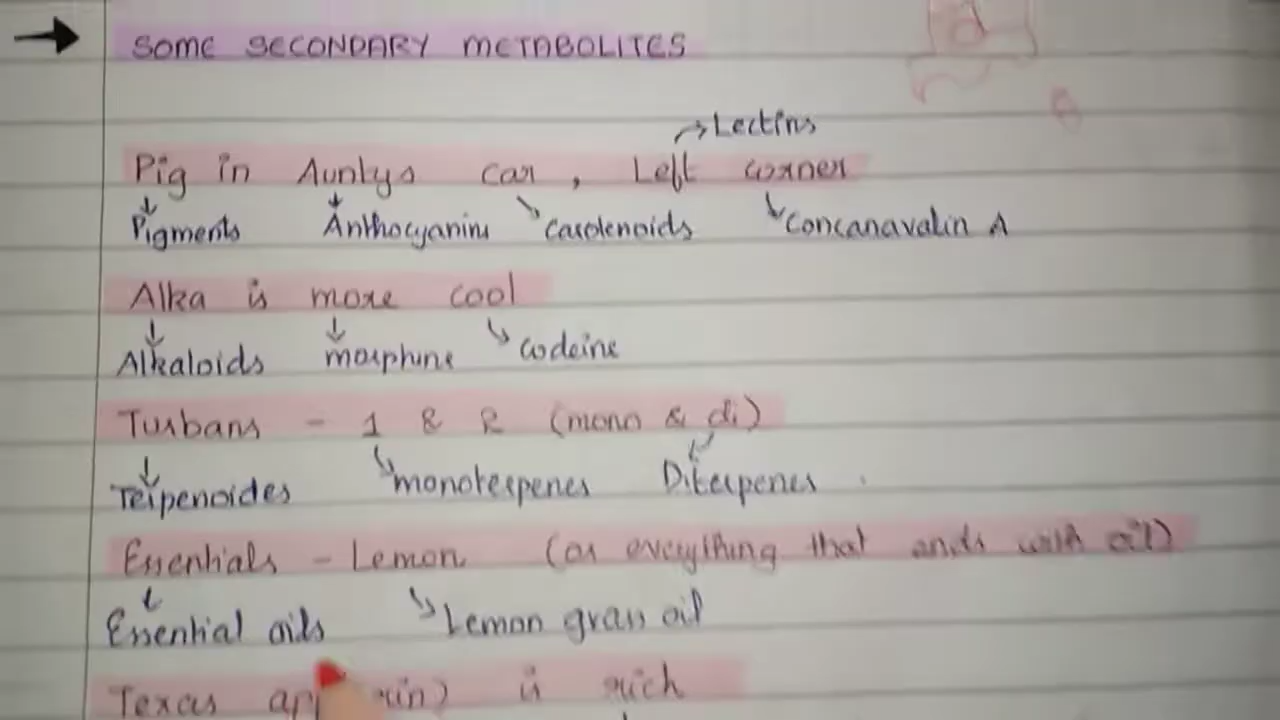 SOME SECONDARY METABOLITES
Lectins
Pig in Auntys car, Left corner
Pigments Anthocyanins carotenoids Concanavalin A
Alka is more cool
Alkaloids morphine codeine
Turbans - 1 & 2 (mono & di)
Terpenoides monoterpenes Diterpenes
Essentials - Lemon (or everything that ends with oil)
Essential oils Lemon grass oil
Texas is rich